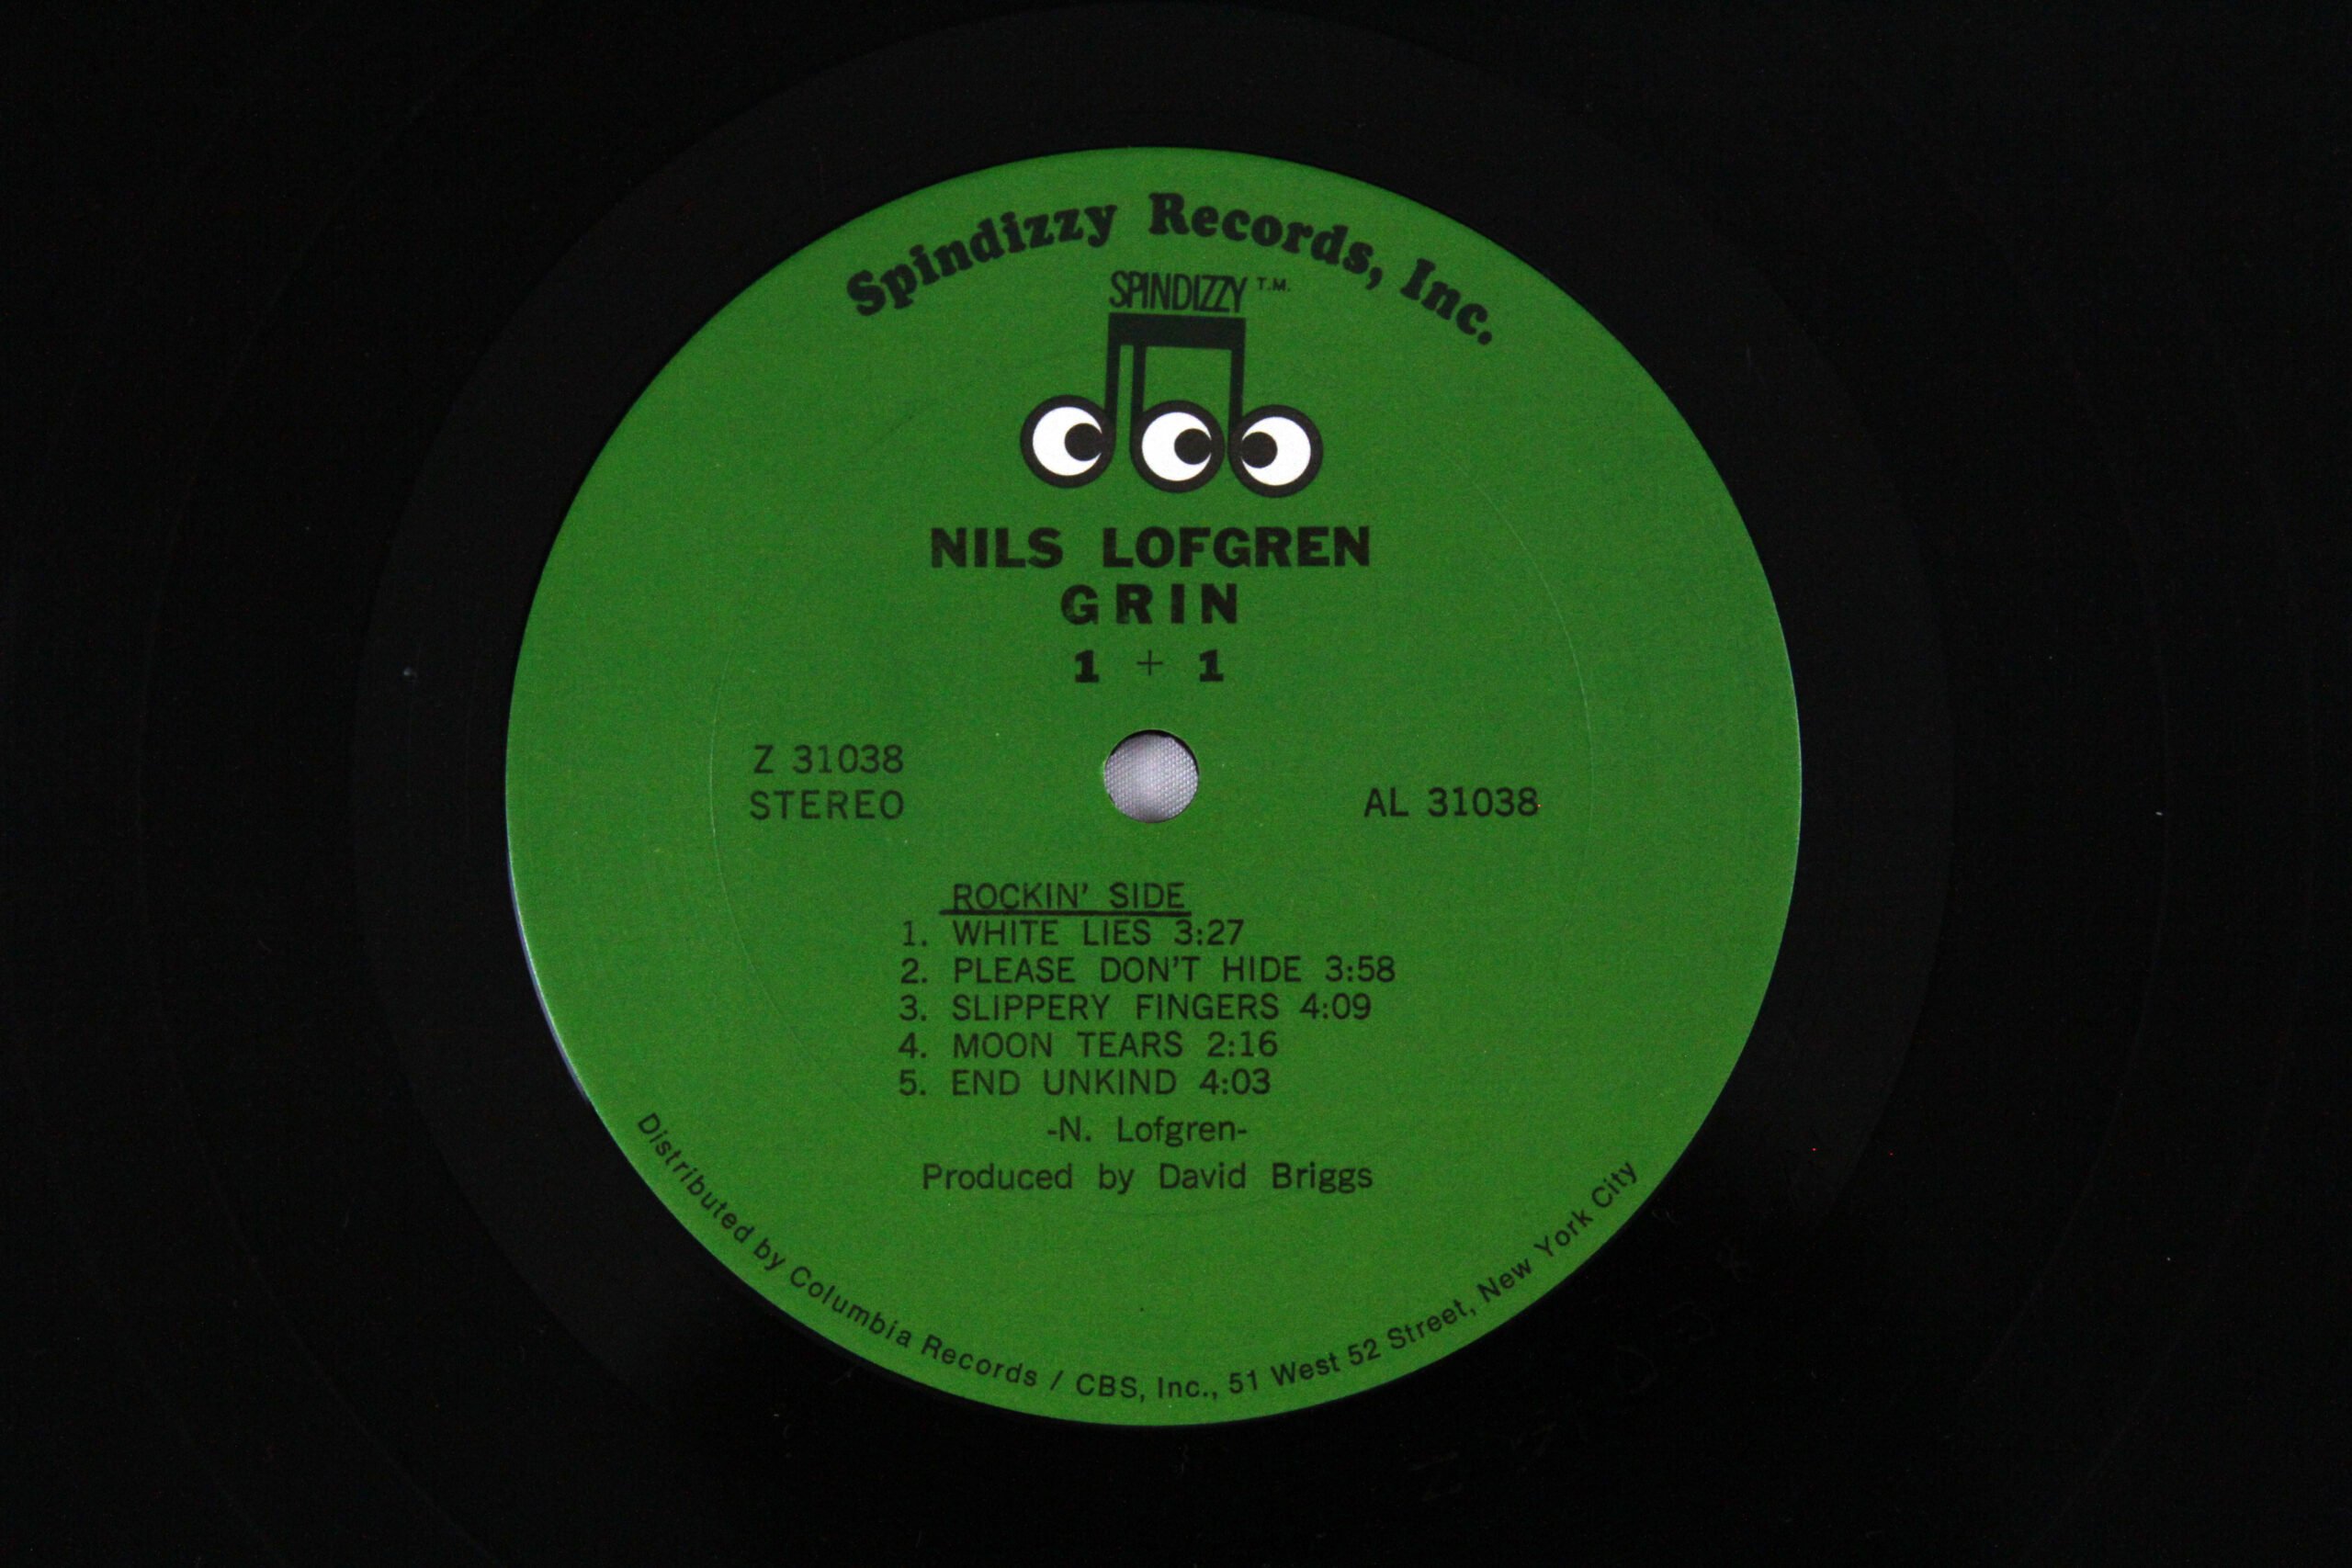 Spindizzy Records, Inc.
SPINDIZZY T.M.
NILS LOFGREN
GRIN
1 + 1
Z 31038
STEREO
AL 31038
ROCKIN' SIDE
1. WHITE LIES 3:27
2. PLEASE DON'T HIDE 3:58
3. SLIPPERY FINGERS 4:09
4. MOON TEARS 2:16
5. END UNKIND 4:03
-N. Lofgren-
Produced by David Briggs
Distributed by Columbia Records / CBS, Inc., 51 West 52 Street, New York City